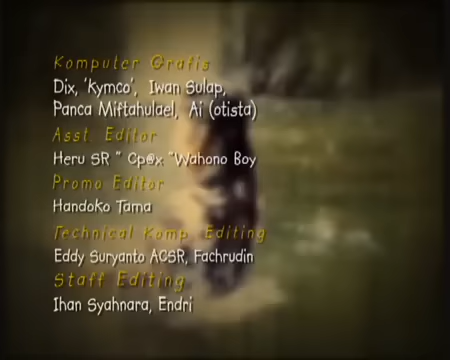 Komputer Grafis
Dix, 'kymco', Iwan Sulap,
Panca Miftahulael, Ai (otista)
Asst. Editor
Heru SR " Cp@x "Wahono Boy
Promo Editor
Handoko Tama
Technical Komp. Editing
Eddy Suryanto ACSR, Fachrudin
Staff Editing
Ihan Syahnara, Endri